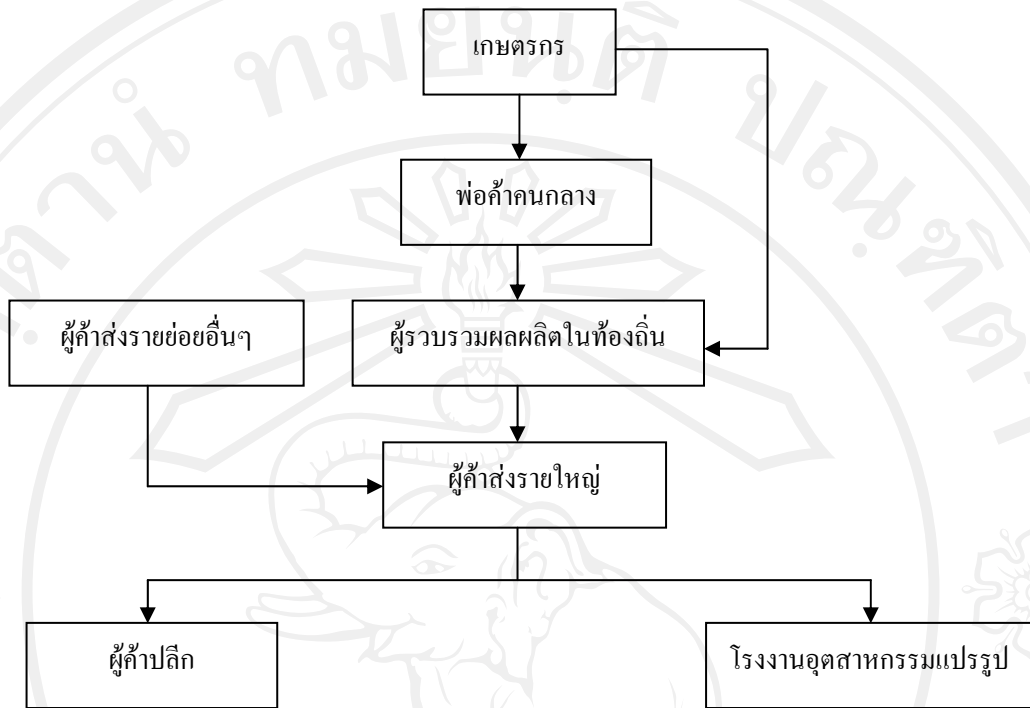 เกษตรกร
พ่อค้าคนกลาง
ผู้ค้าส่งรายย่อยอื่นๆ
ผู้รวบรวมผลผลิตในท้องถิ่น
ผู้ค้าส่งรายใหญ่
ผู้ค้าปลีก
โรงงานอุตสาหกรรมแปรรูป